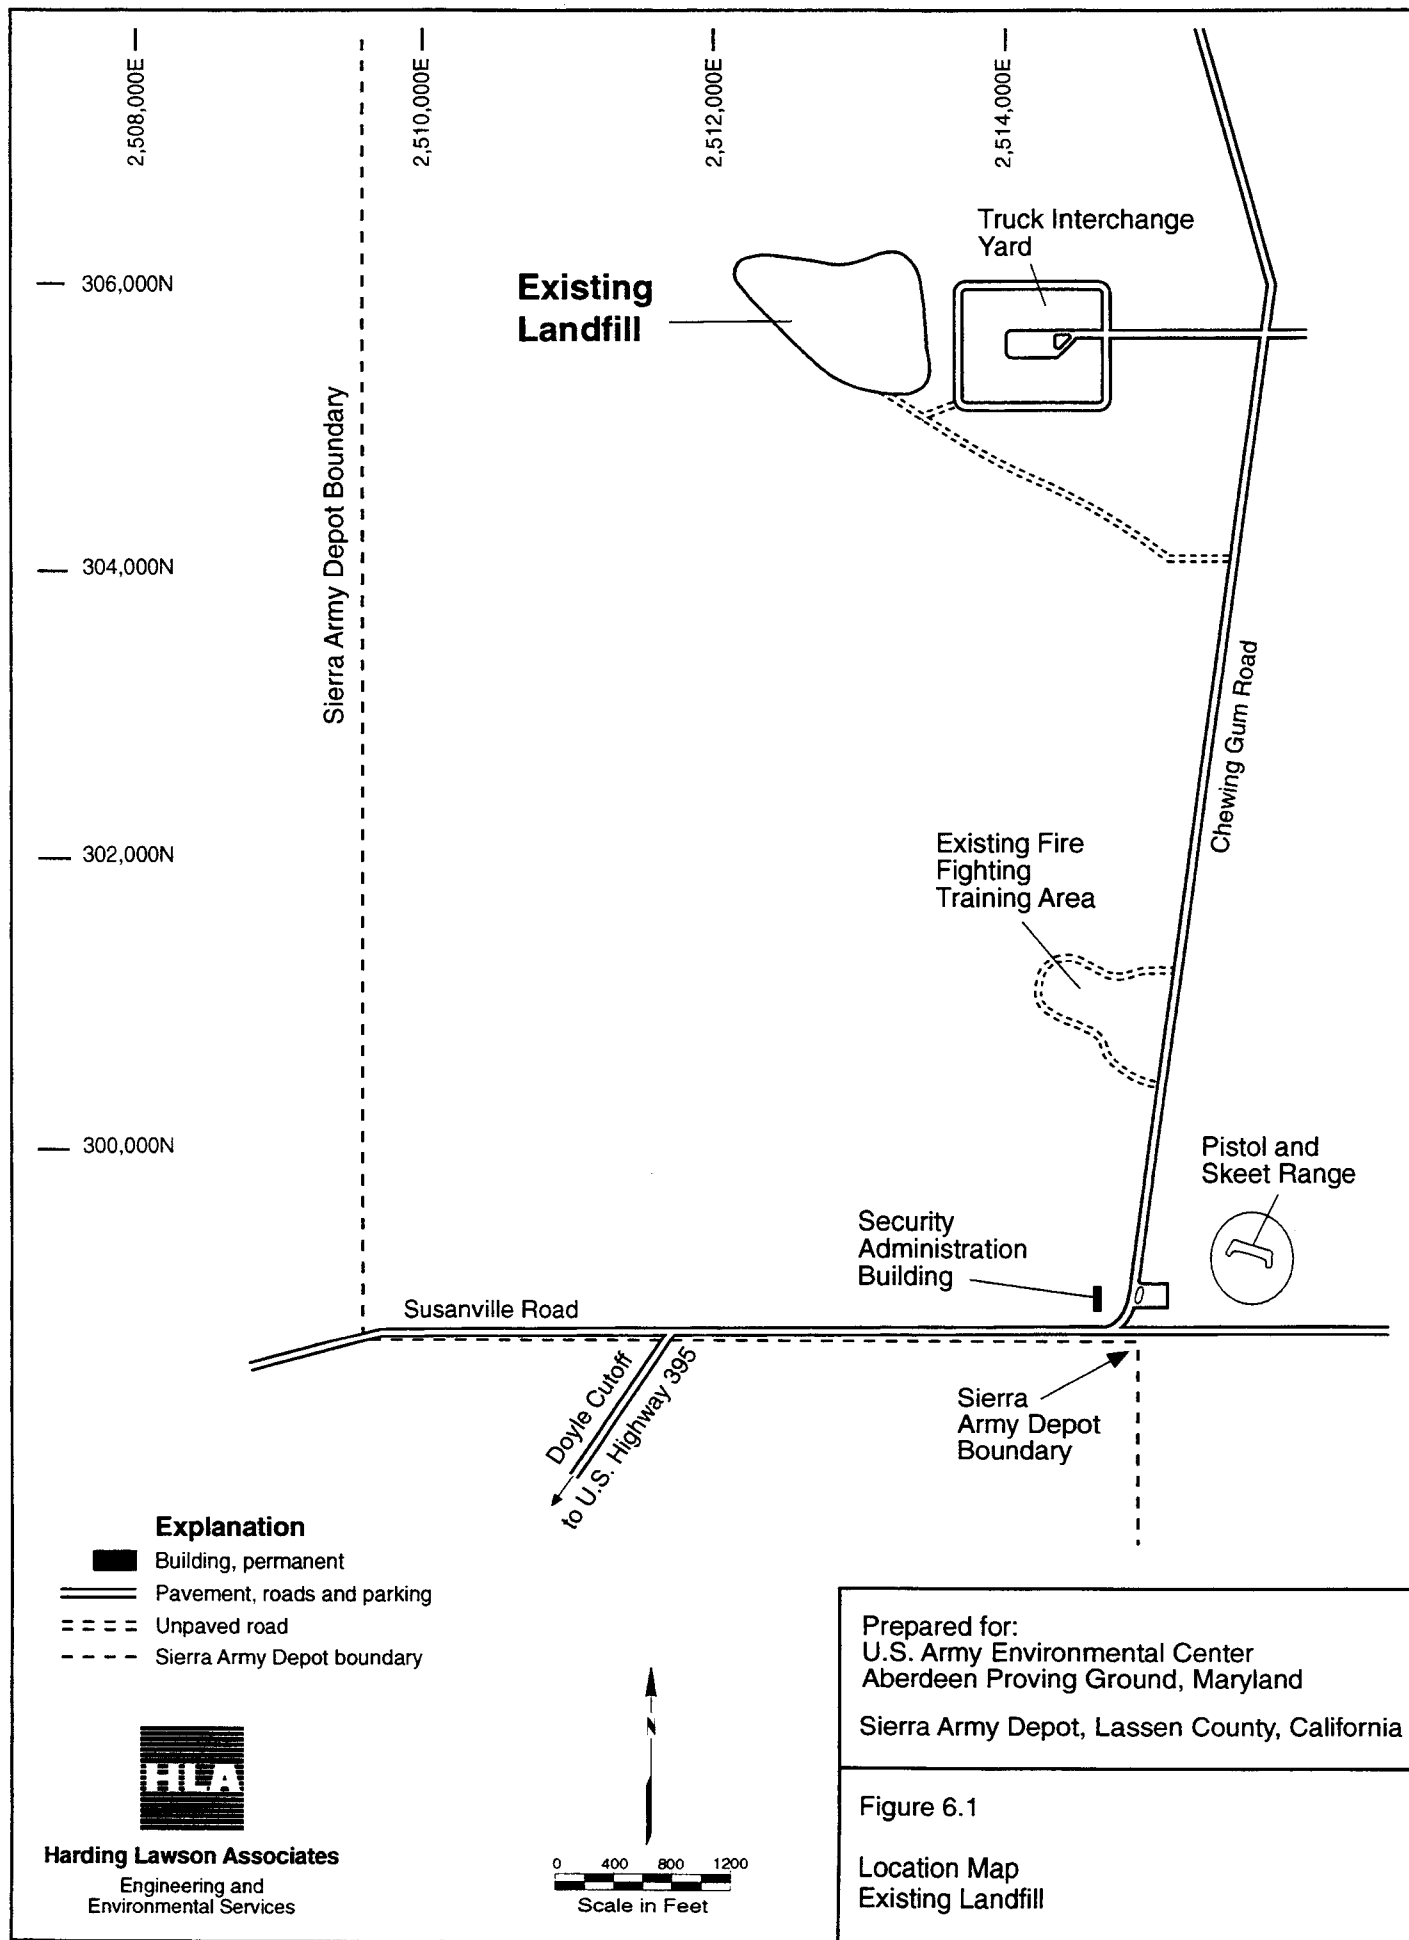 2,508,000E
2,510,000E
2,512,000E
2,514,000E
Truck Interchange
Yard
306,000N
Existing
Landfill
Sierra Army Depot Boundary
304,000N
Chewing Gum Road
302,000N
Existing Fire
Fighting
Training Area
300,000N
Pistol and
Skeet Range
Security
Administration
Building
Susanville Road
Doyle Cutoff
to U.S. Highway 395
Sierra
Army Depot
Boundary
Explanation
Building, permanent
Pavement, roads and parking
Unpaved road
Sierra Army Depot boundary
N
HLA
Harding Lawson Associates
Engineering and
Environmental Services
0 400 800 1200
Scale in Feet
Prepared for:
U.S. Army Environmental Center
Aberdeen Proving Ground, Maryland
Sierra Army Depot, Lassen County, California
Figure 6.1
Location Map
Existing Landfill